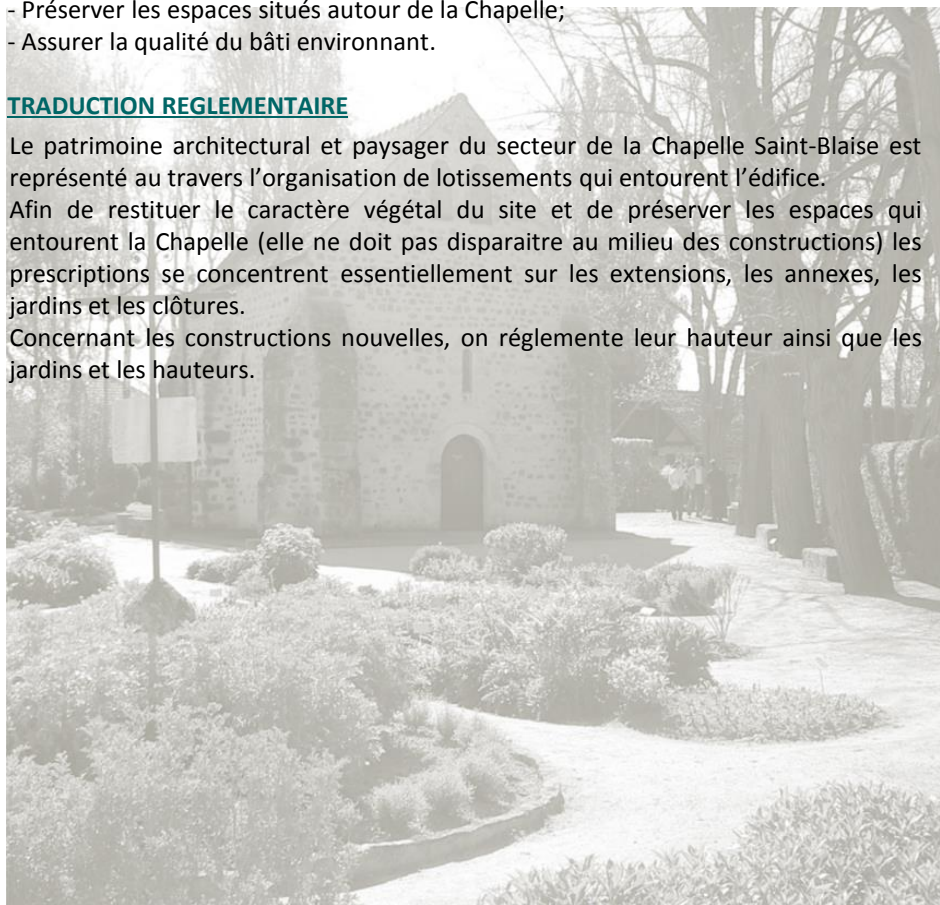 - Préserver les espaces situés autour de la Chapelle;
- Assurer la qualité du bâti environnant.
TRADUCTION REGLEMENTAIRE
Le patrimoine architectural et paysager du secteur de la Chapelle Saint-Blaise est
représenté au travers l’organisation de lotissements qui entourent l’édifice.
Afin de restituer le caractère végétal du site et de préserver les espaces qui
entourent la Chapelle (elle ne doit pas disparaitre au milieu des constructions) les
prescriptions se concentrent essentiellement sur les extensions, les annexes, les
jardins et les clôtures.
Concernant les constructions nouvelles, on réglemente leur hauteur ainsi que les
jardins et les hauteurs.